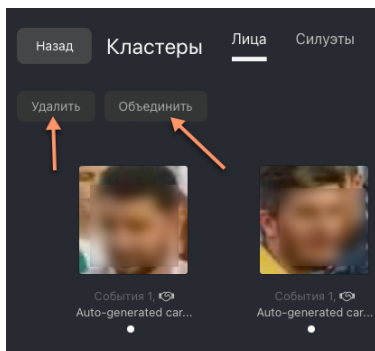 Назад Кластеры Лица Силуэты
Удалить Объединить
События 1, События 1,
Auto-generated car... Auto-generated car...